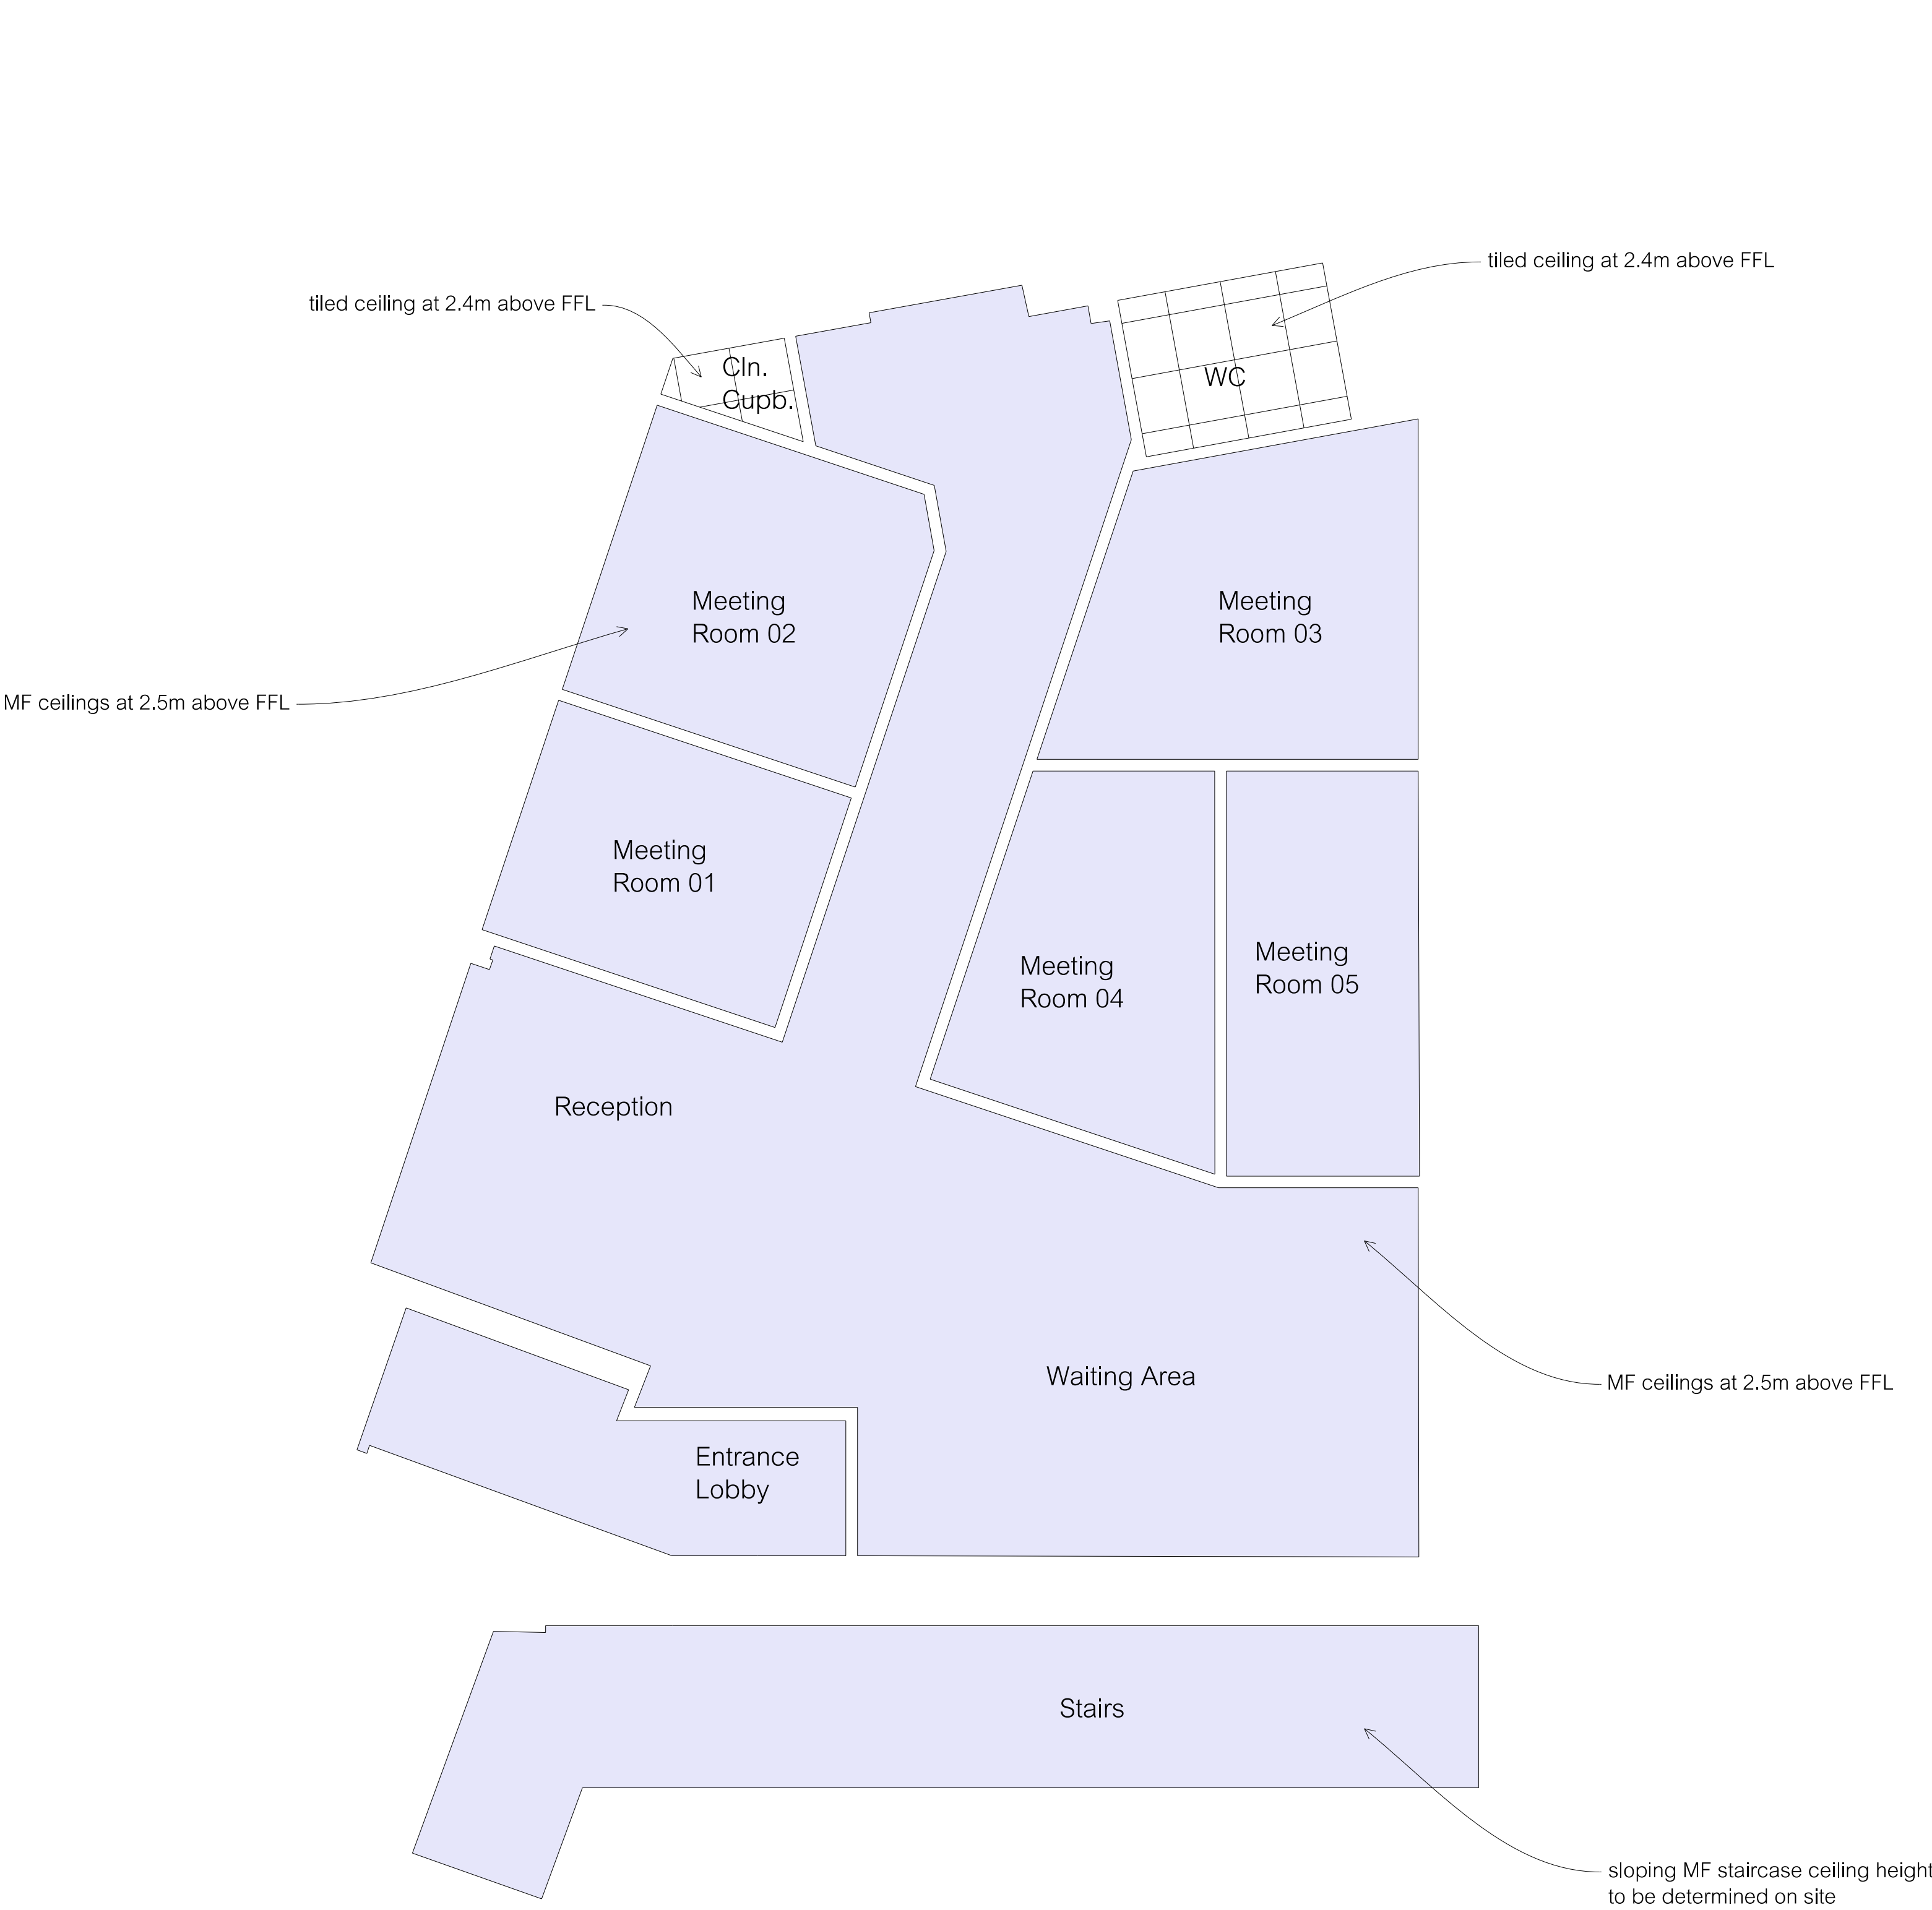 tiled ceiling at 2.4m above FFL
tiled ceiling at 2.4m above FFL
Cln.
Cupb.
WC
Meeting
Room 02
Meeting
Room 03
MF ceilings at 2.5m above FFL
Meeting
Room 01
Meeting
Room 04
Meeting
Room 05
Reception
Waiting Area
MF ceilings at 2.5m above FFL
Entrance
Lobby
Stairs
sloping MF staircase ceiling height
to be determined on site